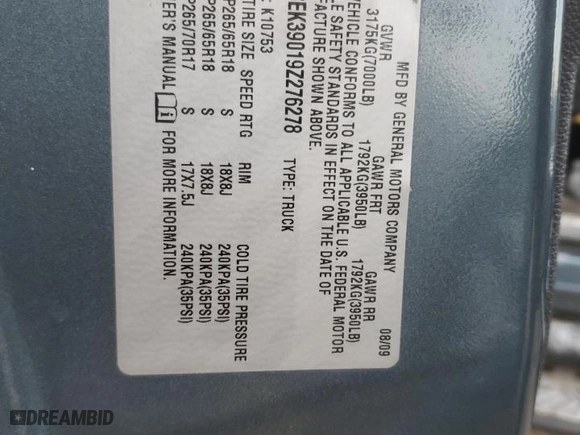 MFD BY GENERAL MOTORS COMPANY
08/09
GVWR GAWR FRT GAWR RR
3175KG(7000LB) 1792KG(3950LB) 1792KG(3950LB)
VEHICLE CONFORMS TO ALL APPLICABLE U.S. FEDERAL MOTOR
LE SAFETY STANDARDS IN EFFECT ON THE DATE OF
FACTURE SHOWN ABOVE.
EK39019Z276278 TYPE: TRUCK
: K10753
TIRE SIZE SPEED RTG RIM COLD TIRE PRESSURE
P265/65R18 S 18X8J 240KPA(35PSI)
P265/65R18 S 18X8J 240KPA(35PSI)
P265/70R17 S 17X7.5J 240KPA(35PSI)
ER'S MANUAL i FOR MORE INFORMATION.
DREAMBID